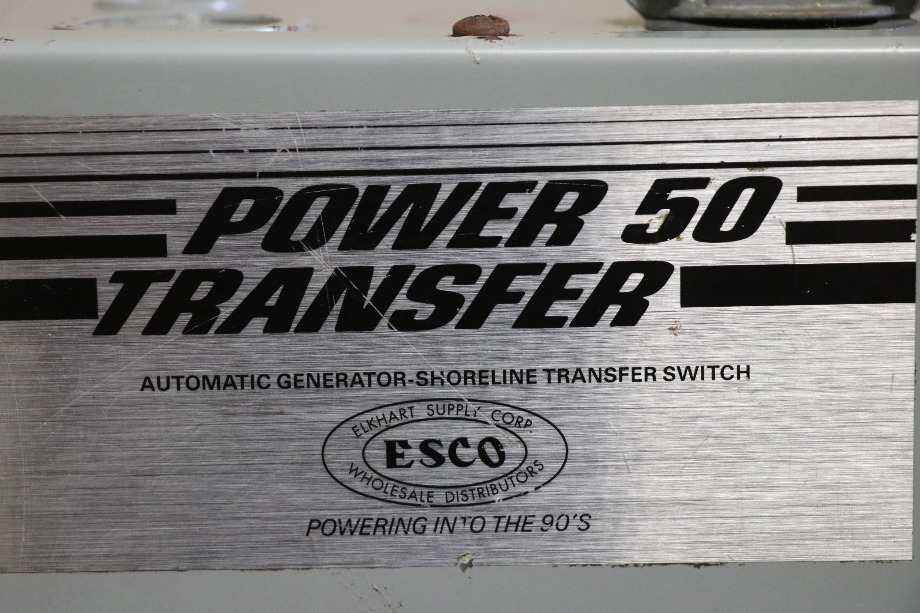 POWER 50
TRANSFER
AUTOMATIC GENERATOR-SHORELINE TRANSFER SWITCH
ELKHART SUPPLY CORP.
ESCO
WHOLESALE DISTRIBUTORS
POWERING INTO THE 90'S